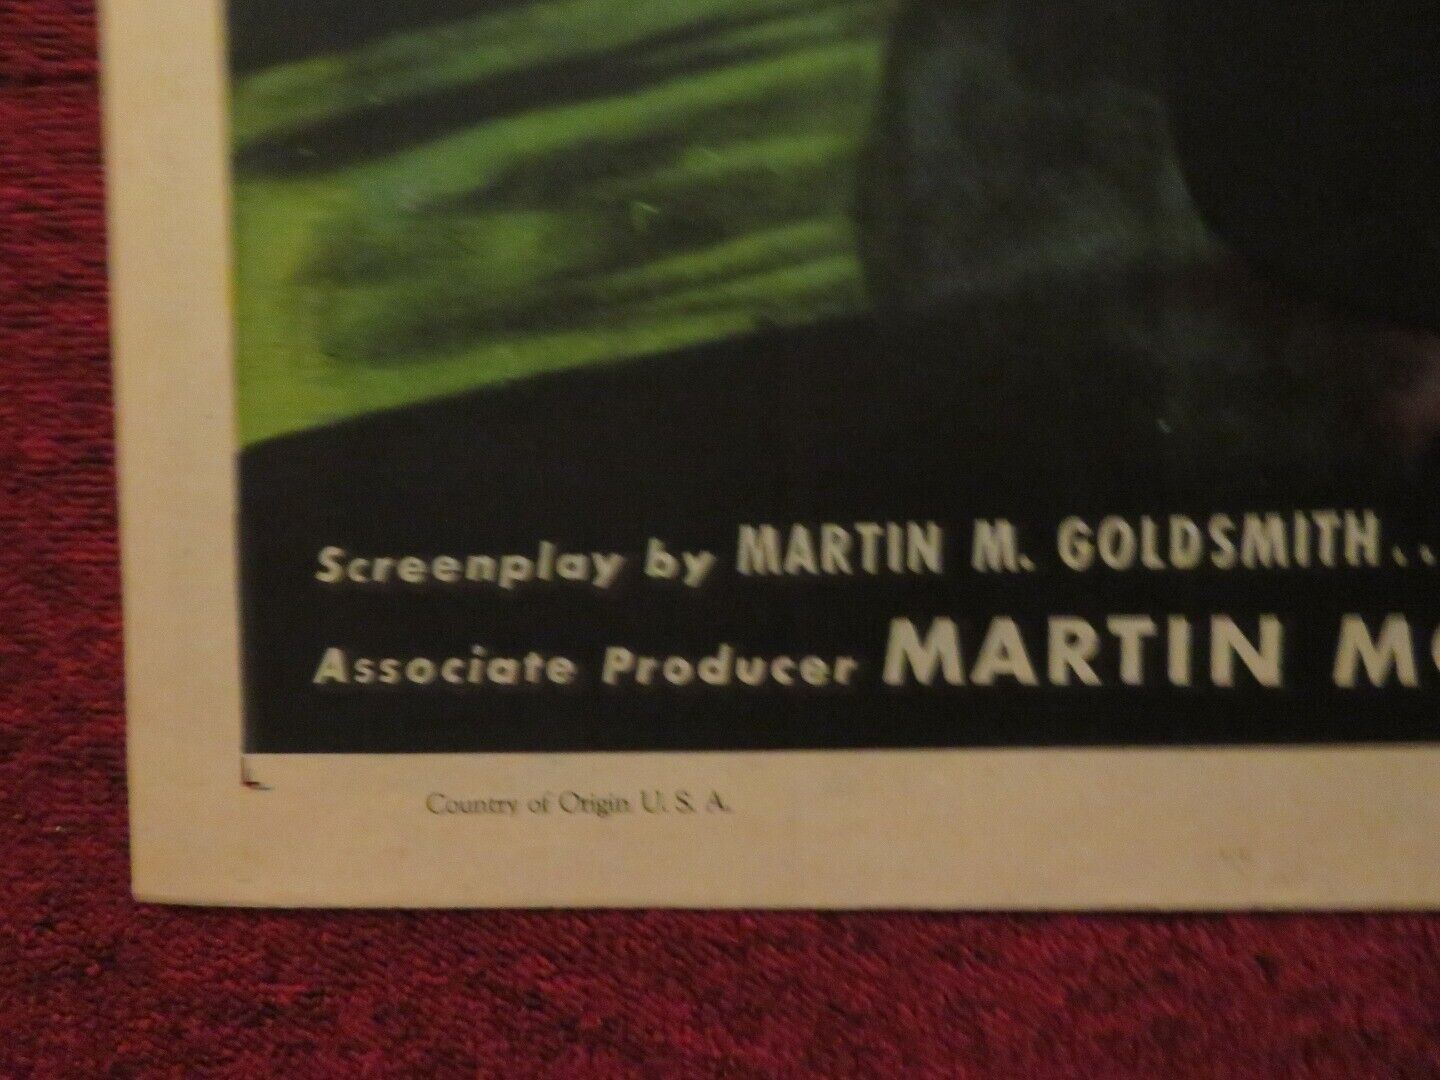 Screenplay by MARTIN M. GOLDSMITH..
Associate Producer MARTIN
Country of Origin U. S. A.